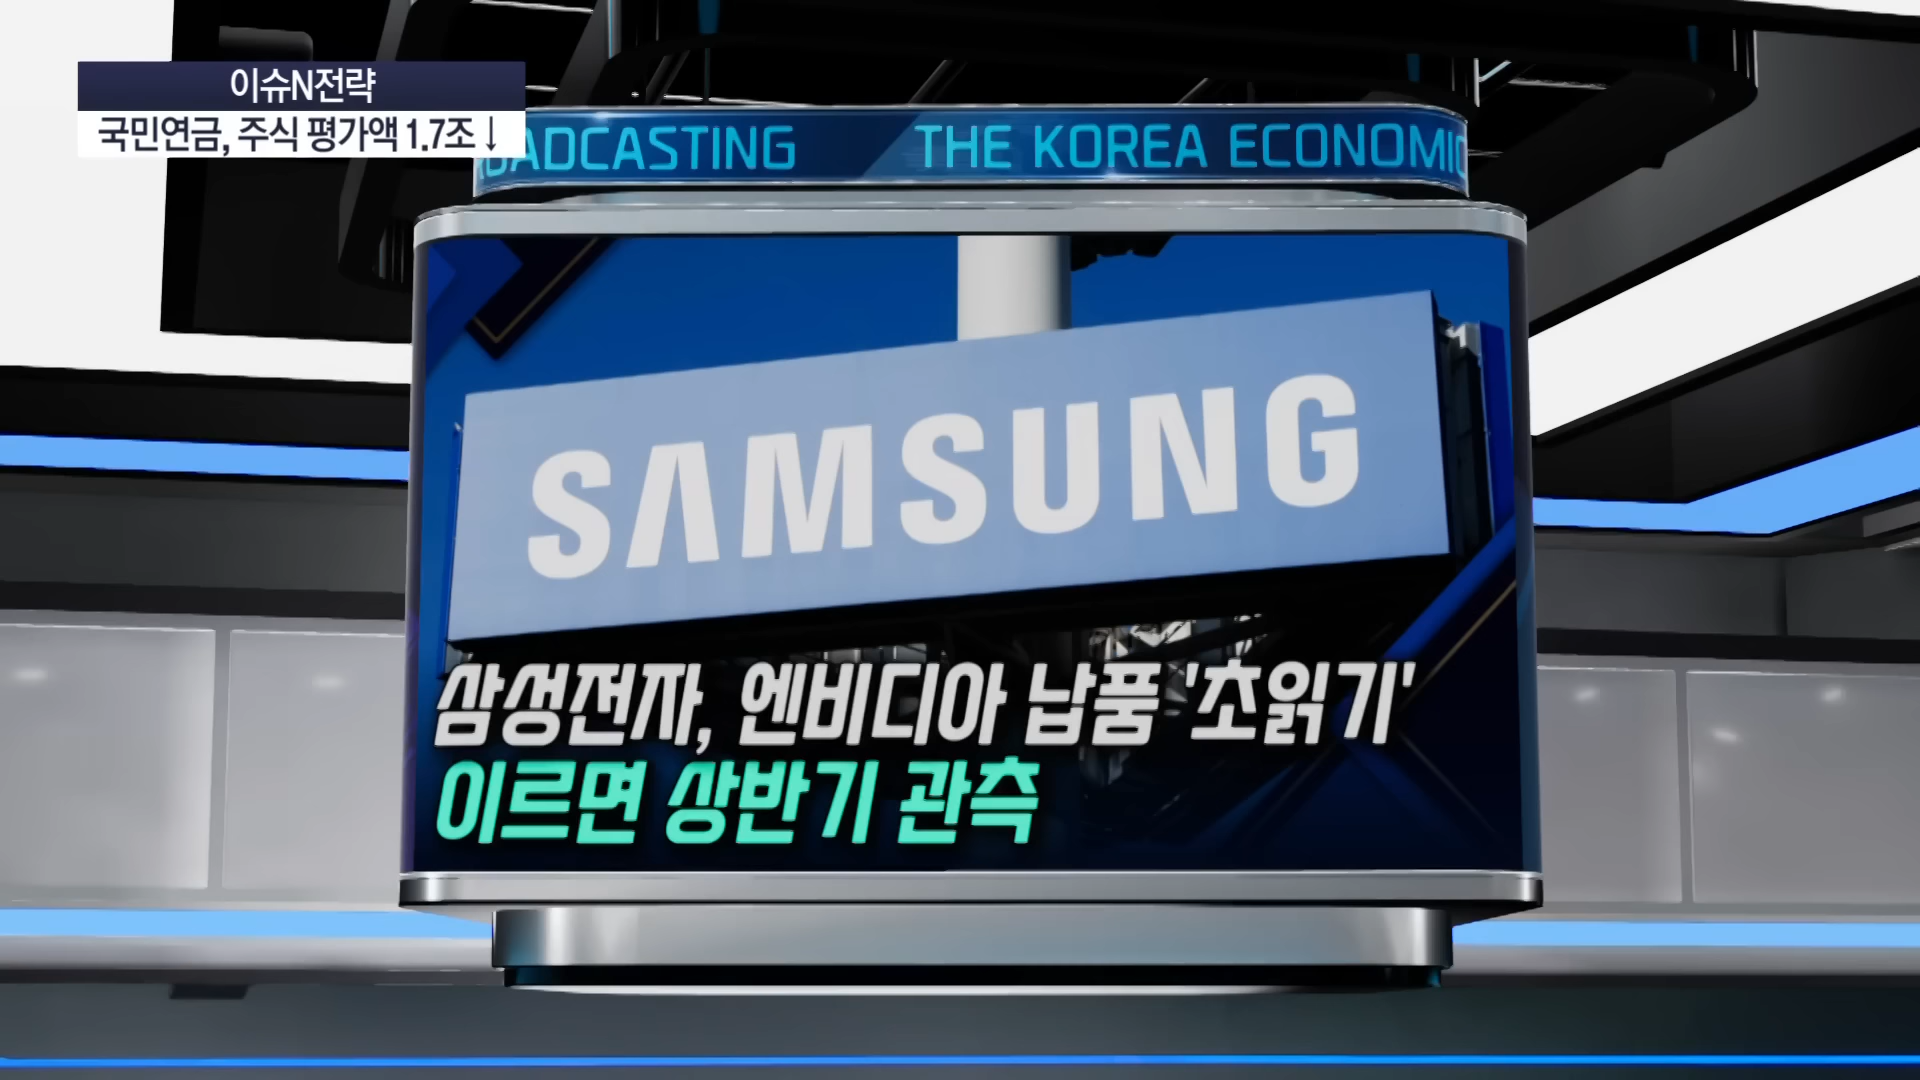 이슈N전략
국민연금, 주식 평가액 1.7조↓
ADCASTING THE KOREA ECONOMIC
SAMSUNG
삼성전자, 엔비디아 납품 '초읽기'
이르면 상반기 관측